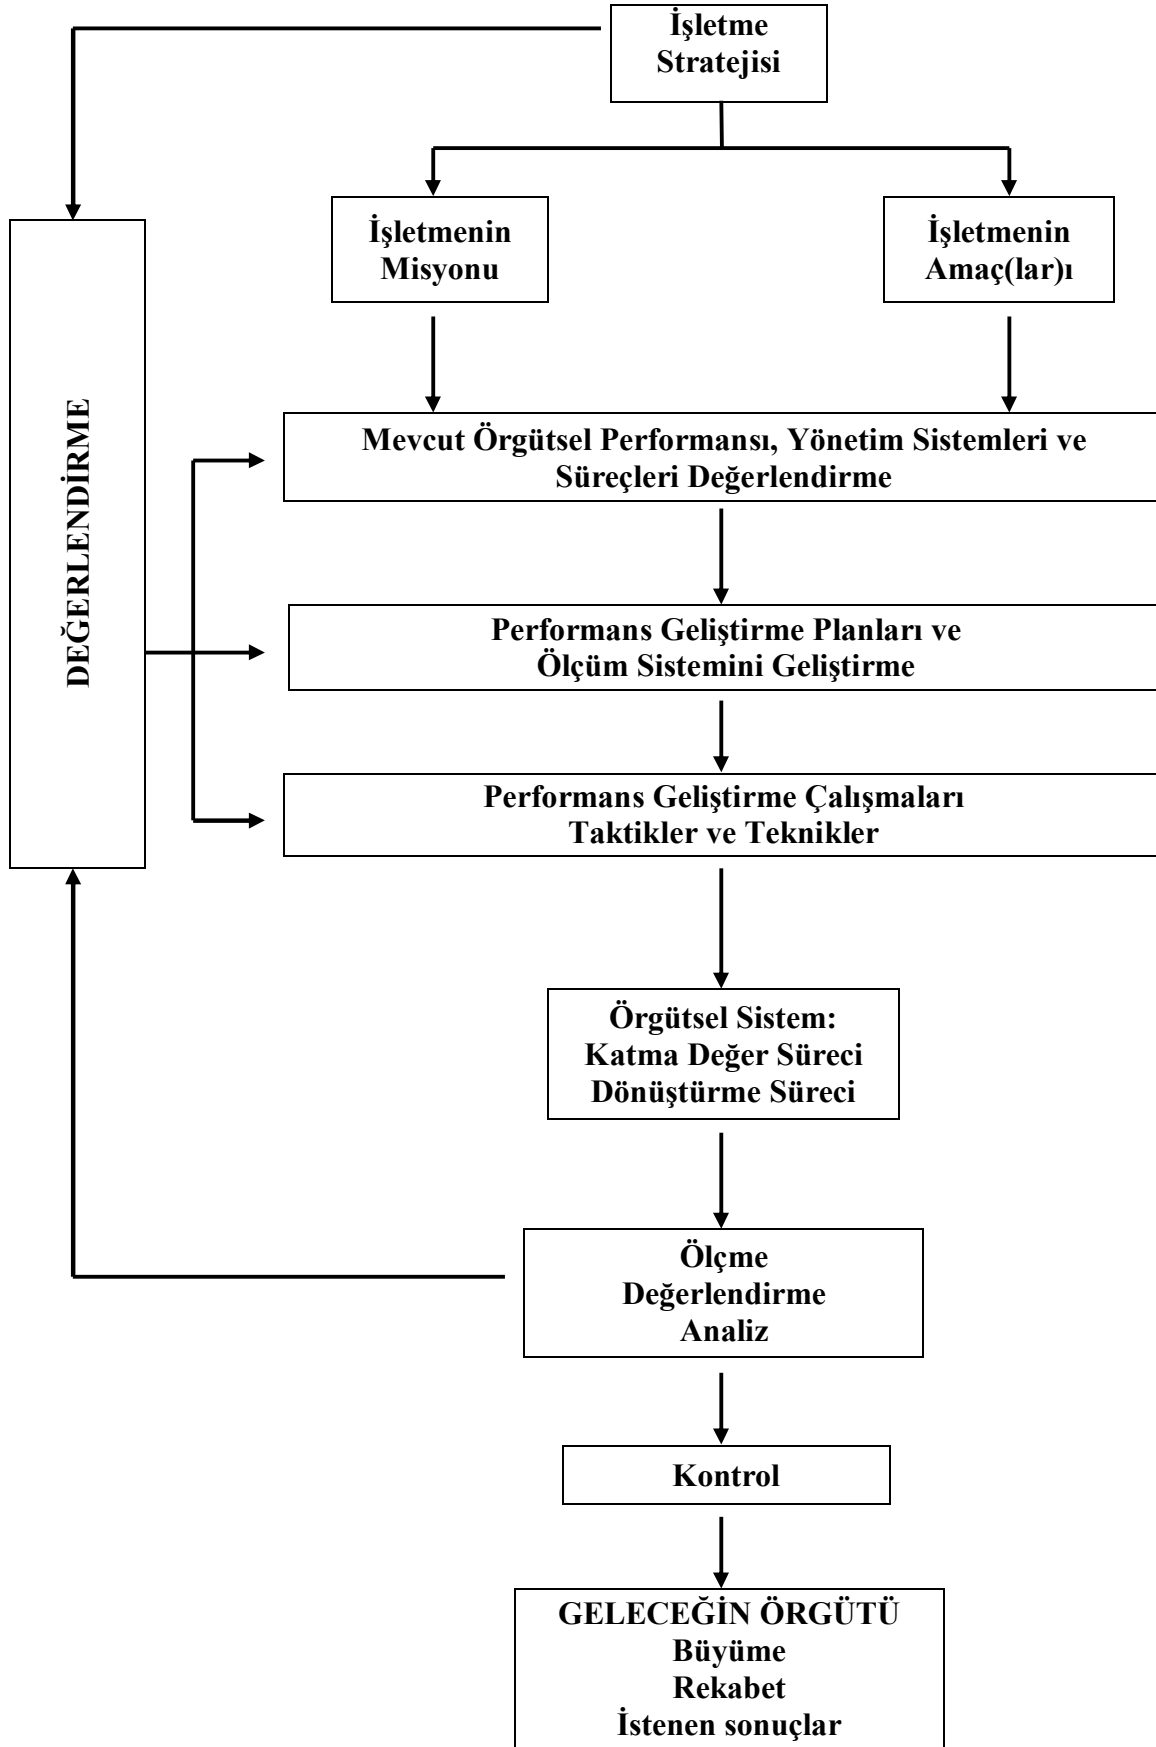 İşletme
Stratejisi
İşletmenin
Misyonu
İşletmenin
Amaç(lar)ı
DEĞERLENDİRME
Mevcut Örgütsel Performansı, Yönetim Sistemleri ve
Süreçleri Değerlendirme
Performans Geliştirme Planları ve
Ölçüm Sistemini Geliştirme
Performans Geliştirme Çalışmaları
Taktikler ve Teknikler
Örgütsel Sistem:
Katma Değer Süreci
Dönüştürme Süreci
Ölçme
Değerlendirme
Analiz
Kontrol
GELECEĞİN ÖRGÜTÜ
Büyüme
Rekabet
İstenen sonuçlar